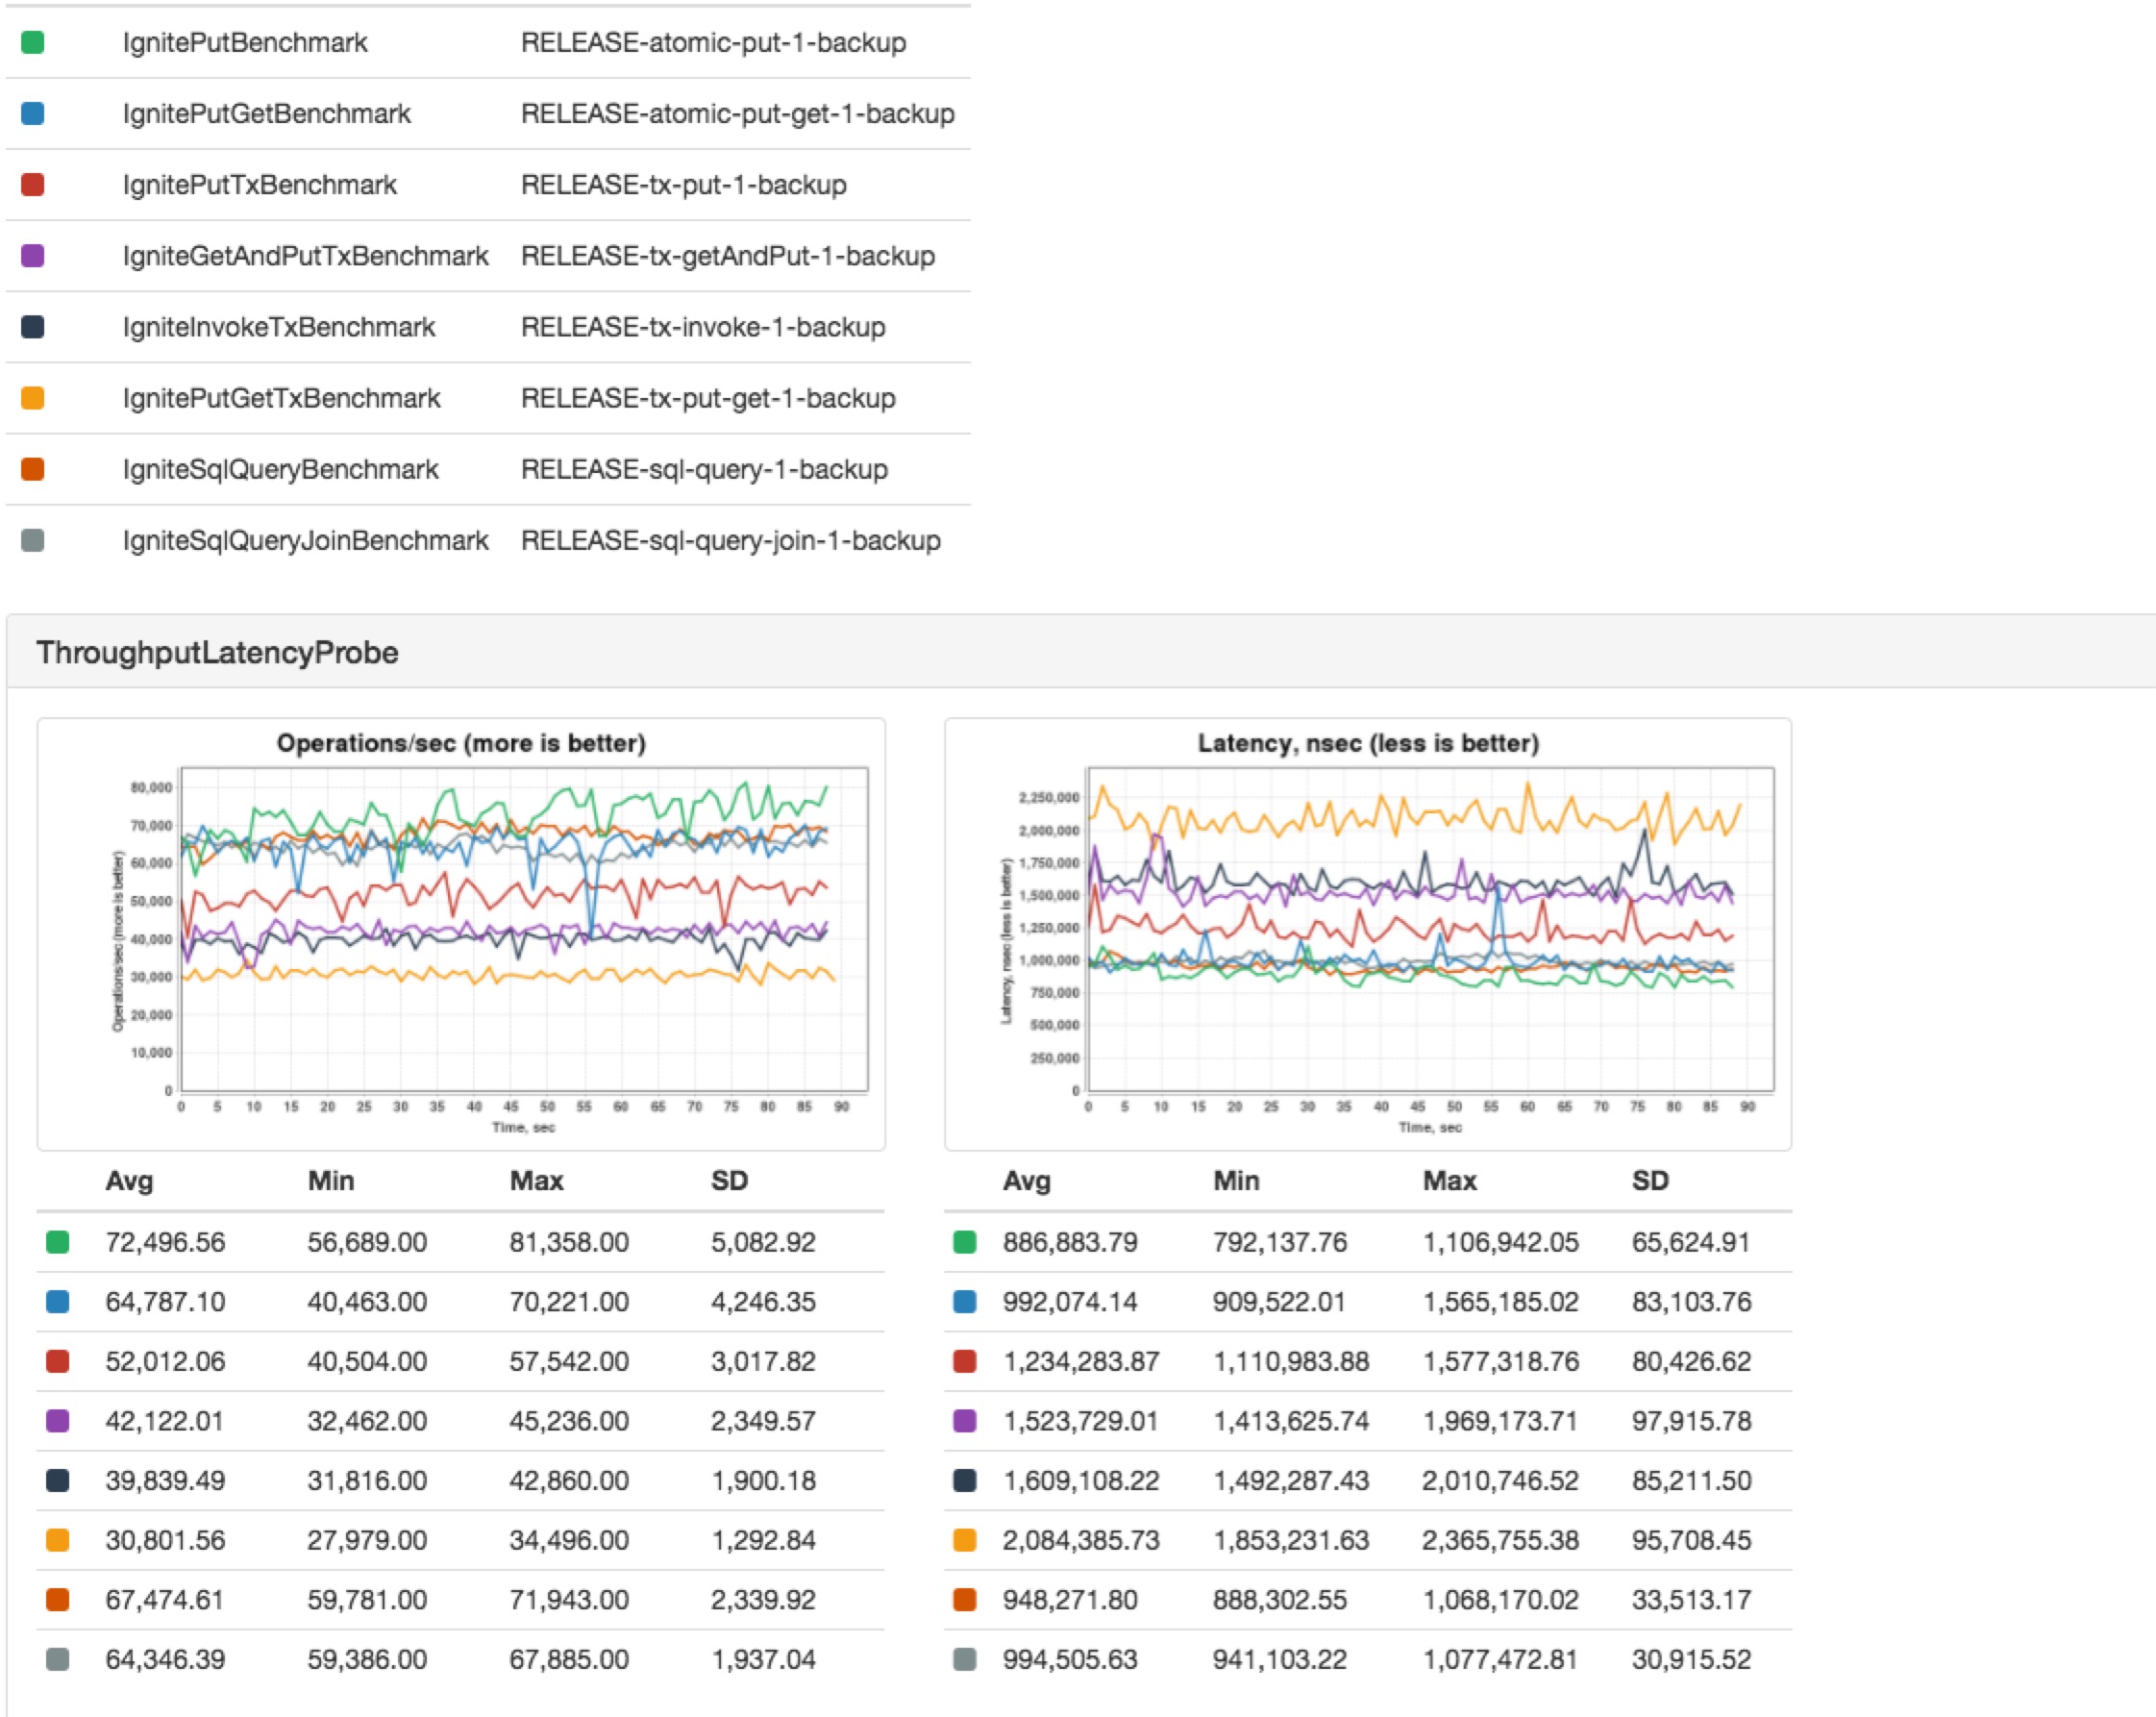 IgnitePutBenchmark RELEASE-atomic-put-1-backup
IgnitePutGetBenchmark RELEASE-atomic-put-get-1-backup
IgnitePutTxBenchmark RELEASE-tx-put-1-backup
IgniteGetAndPutTxBenchmark RELEASE-tx-getAndPut-1-backup
IgniteInvokeTxBenchmark RELEASE-tx-invoke-1-backup
IgnitePutGetTxBenchmark RELEASE-tx-put-get-1-backup
IgniteSqlQueryBenchmark RELEASE-sql-query-1-backup
IgniteSqlQueryJoinBenchmark RELEASE-sql-query-join-1-backup
ThroughputLatencyProbe
Operations/sec (more is better)
Operations/sec (more is better)
80,000
70,000
60,000
50,000
40,000
30,000
20,000
10,000
0
0 5 10 15 20 25 30 35 40 45 50 55 60 65 70 75 80 85 90
Time, sec
Latency, nsec (less is better)
Latency, nsec (less is better)
2,250,000
2,000,000
1,750,000
1,500,000
1,250,000
1,000,000
750,000
500,000
250,000
0
0 5 10 15 20 25 30 35 40 45 50 55 60 65 70 75 80 85 90
Time, sec
Avg Min Max SD
72,496.56 56,689.00 81,358.00 5,082.92
64,787.10 40,463.00 70,221.00 4,246.35
52,012.06 40,504.00 57,542.00 3,017.82
42,122.01 32,462.00 45,236.00 2,349.57
39,839.49 31,816.00 42,860.00 1,900.18
30,801.56 27,979.00 34,496.00 1,292.84
67,474.61 59,781.00 71,943.00 2,339.92
64,346.39 59,386.00 67,885.00 1,937.04
Avg Min Max SD
886,883.79 792,137.76 1,106,942.05 65,624.91
992,074.14 909,522.01 1,565,185.02 83,103.76
1,234,283.87 1,110,983.88 1,577,318.76 80,426.62
1,523,729.01 1,413,625.74 1,969,173.71 97,915.78
1,609,108.22 1,492,287.43 2,010,746.52 85,211.50
2,084,385.73 1,853,231.63 2,365,755.38 95,708.45
948,271.80 888,302.55 1,068,170.02 33,513.17
994,505.63 941,103.22 1,077,472.81 30,915.52